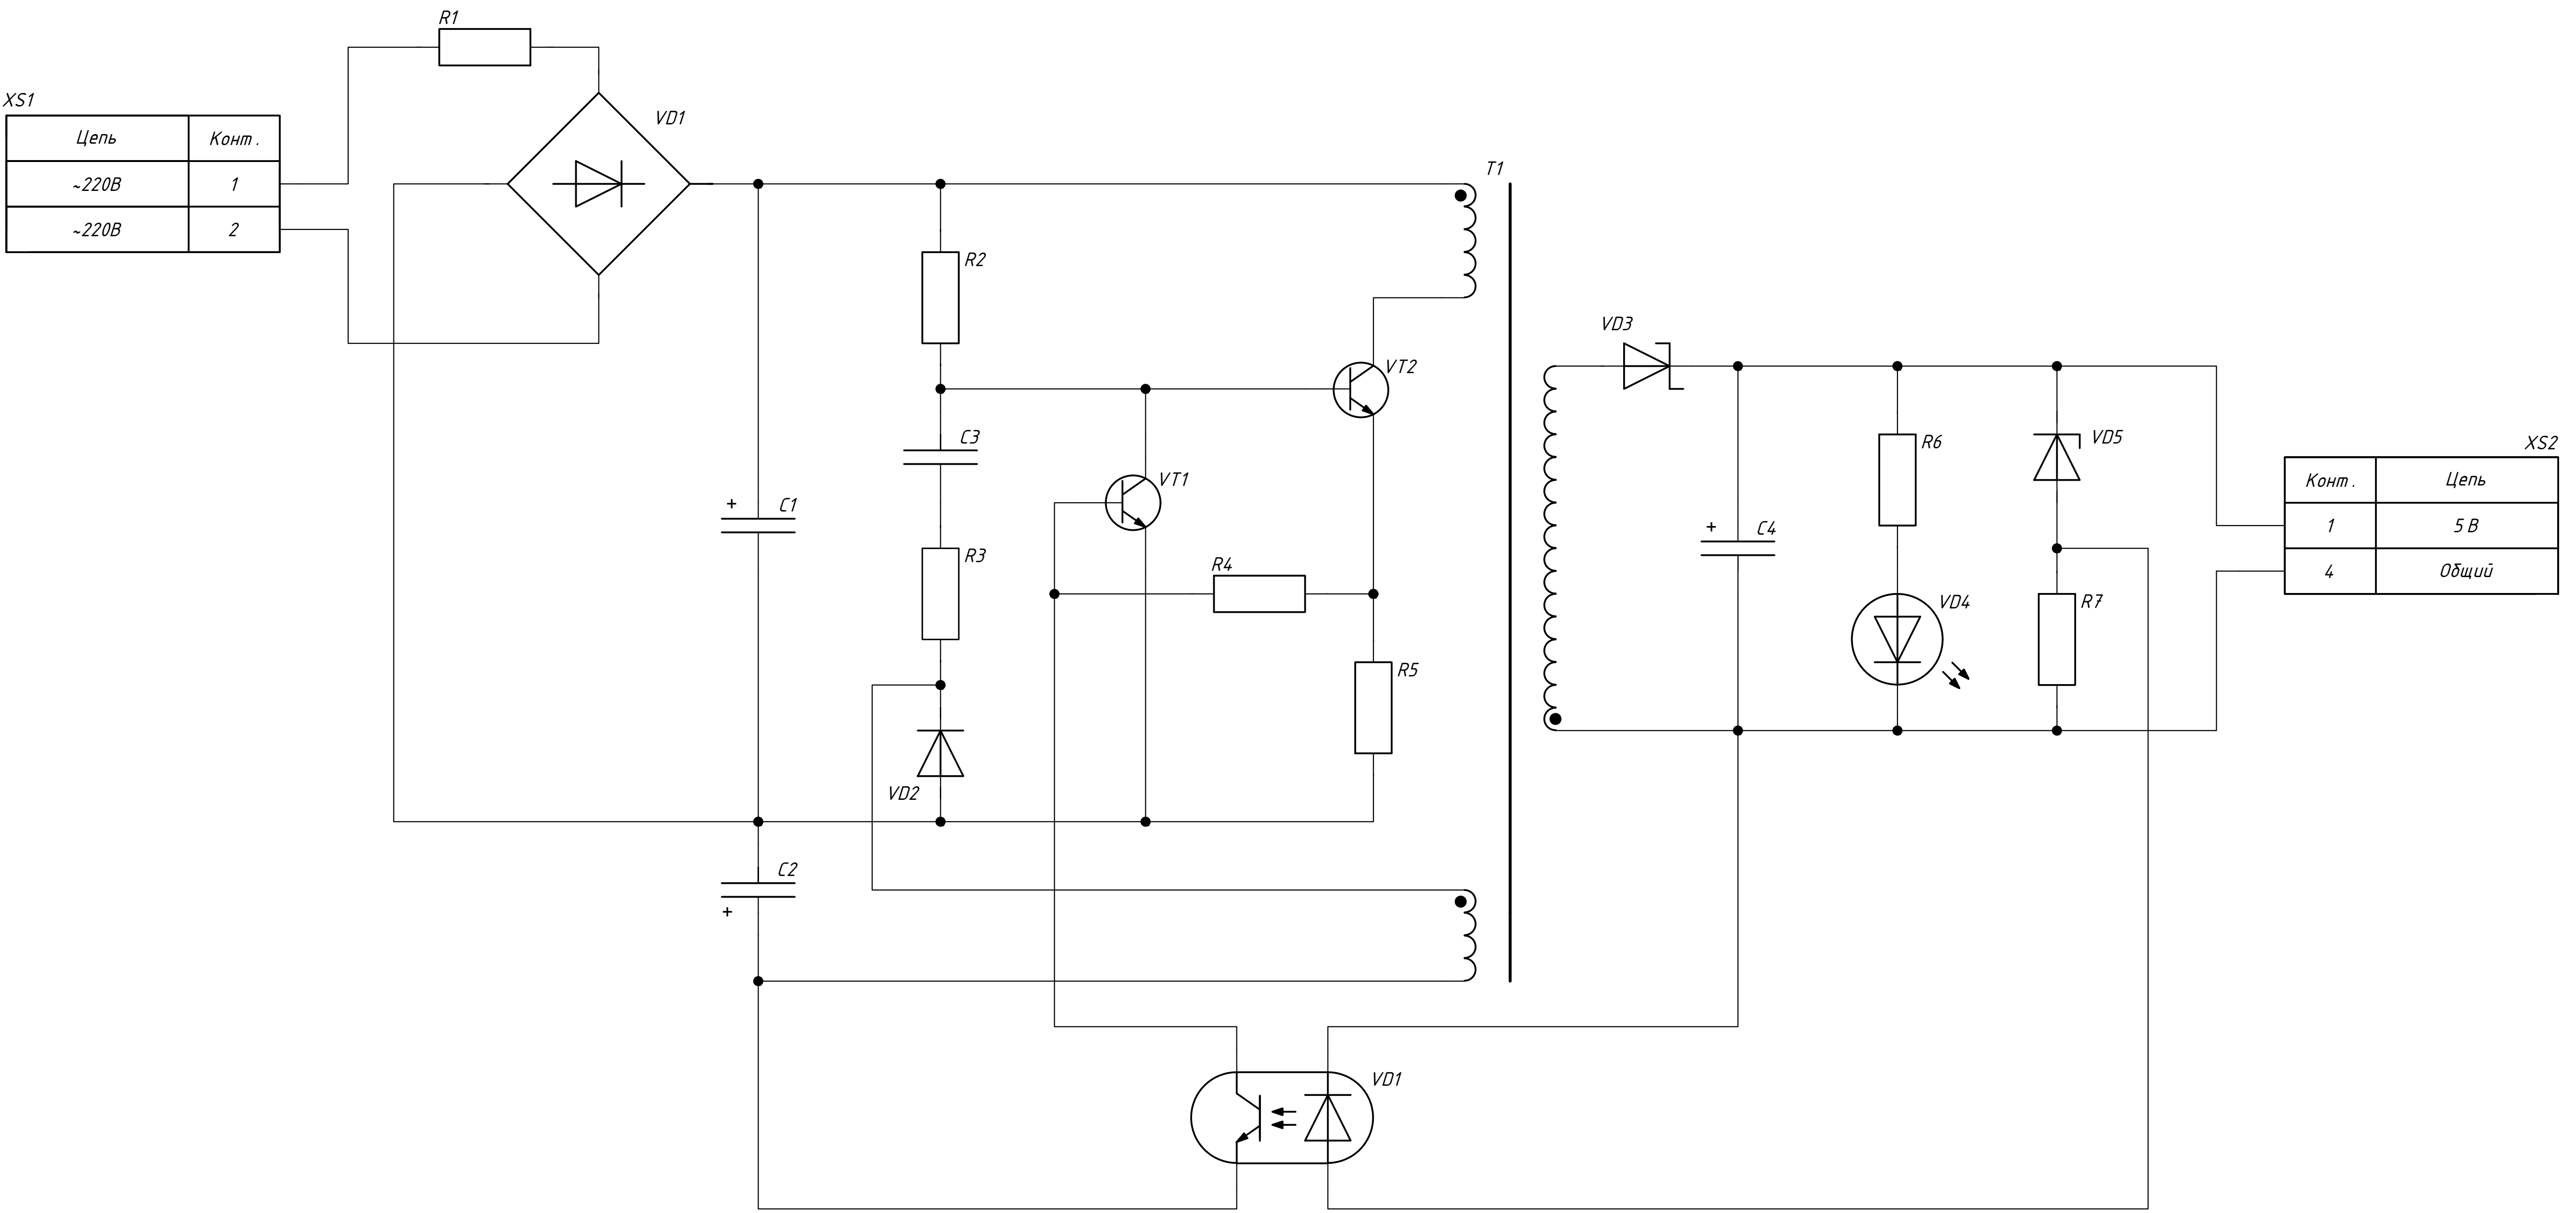 R1
XS1
Цепь Конт.
~220В 1
~220В 2
VD1
T1
R2
VD3
VT2
C3
R6
VD5
XS2
Конт. Цепь
1 5 В
4 Общий
VT1
+ C1
+ C4
R3
R4
VD4
R7
R5
VD2
C2
+
VD1